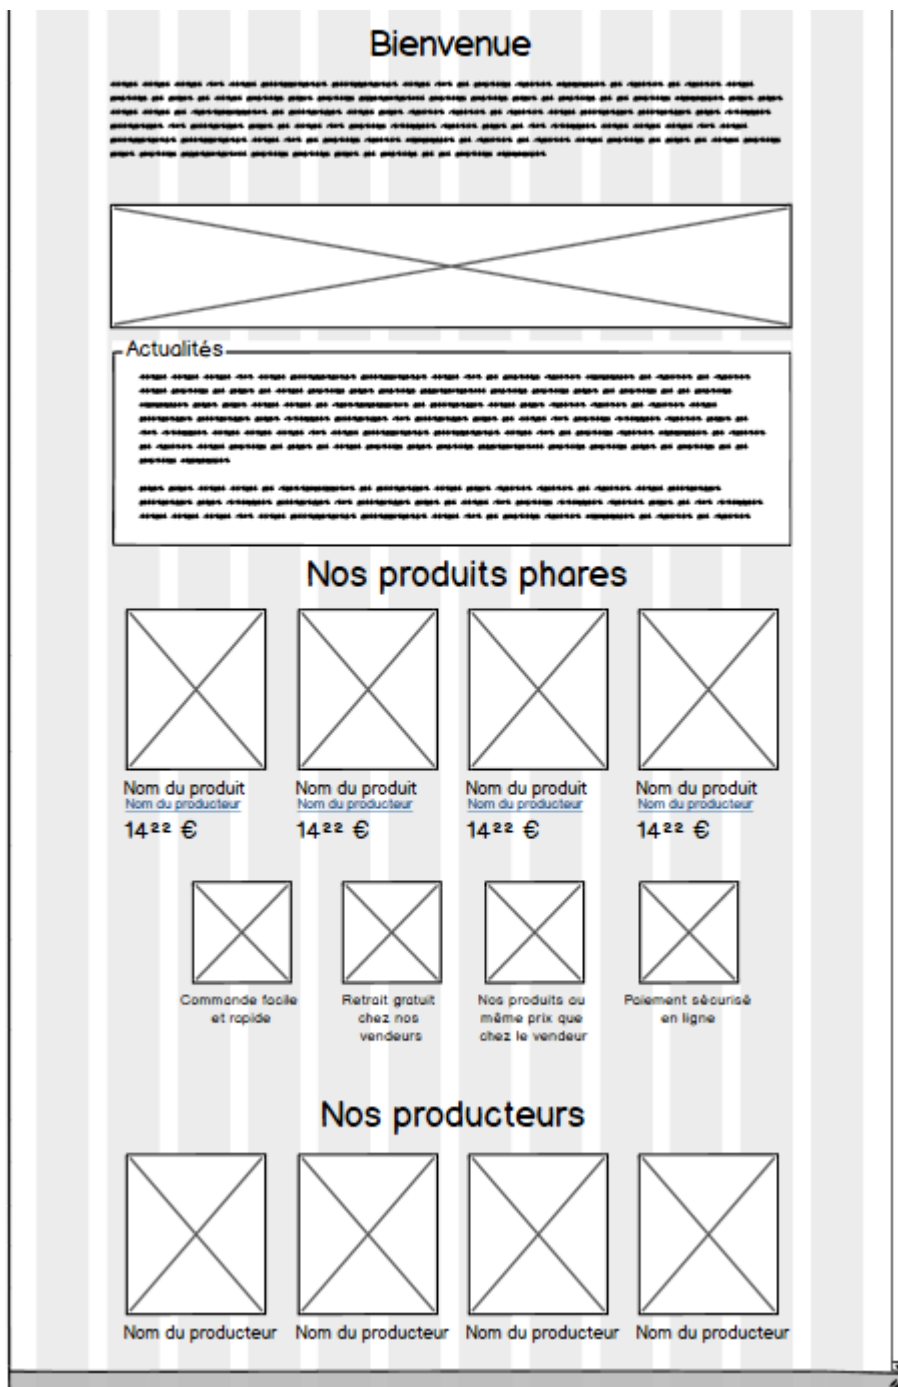 Bienvenue
Actualités
Nos produits phares
Nom du produit Nom du produit Nom du produit Nom du produit
Nom du producteur Nom du producteur Nom du producteur Nom du producteur
14²² € 14²² € 14²² € 14²² €
Commande facile
et rapide
Retrait gratuit
chez nos
vendeurs
Nos produits au
même prix que
chez le vendeur
Paiement sécurisé
en ligne
Nos producteurs
Nom du producteur Nom du producteur Nom du producteur Nom du producteur